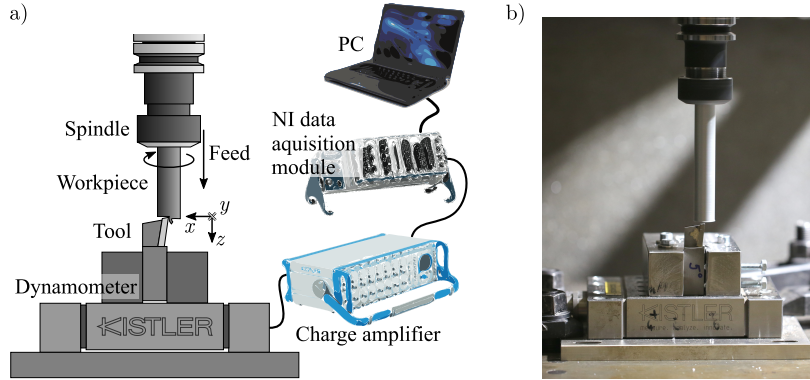 a)
PC
NI data
aquisition
module
Spindle
Feed
Workpiece
y
x
z
Tool
Dynamometer
KISTLER
Charge amplifier
b)
5°
KISTLER